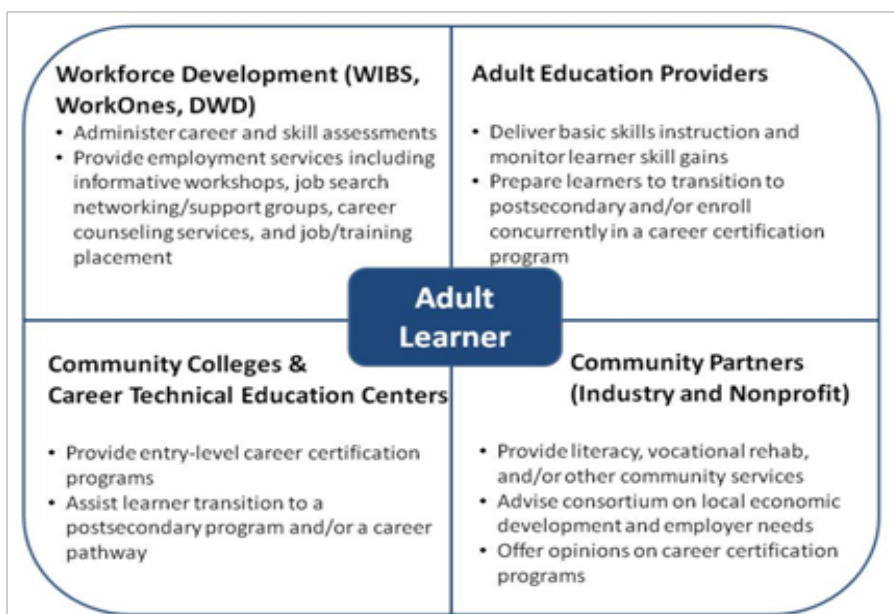 Workforce Development (WIBS,
WorkOnes, DWD)
• Administer career and skill assessments
• Provide employment services including
informative workshops, job search
networking/support groups, career
counseling services, and job/training
placement
Adult Education Providers
• Deliver basic skills instruction and
monitor learner skill gains
• Prepare learners to transition to
postsecondary and/or enroll
concurrently in a career certification
program
Adult
Learner
Community Colleges &
Career Technical Education Centers
• Provide entry-level career certification
programs
• Assist learner transition to a
postsecondary program and/or a career
pathway
Community Partners
(Industry and Nonprofit)
• Provide literacy, vocational rehab,
and/or other community services
• Advise consortium on local economic
development and employer needs
• Offer opinions on career certification
programs